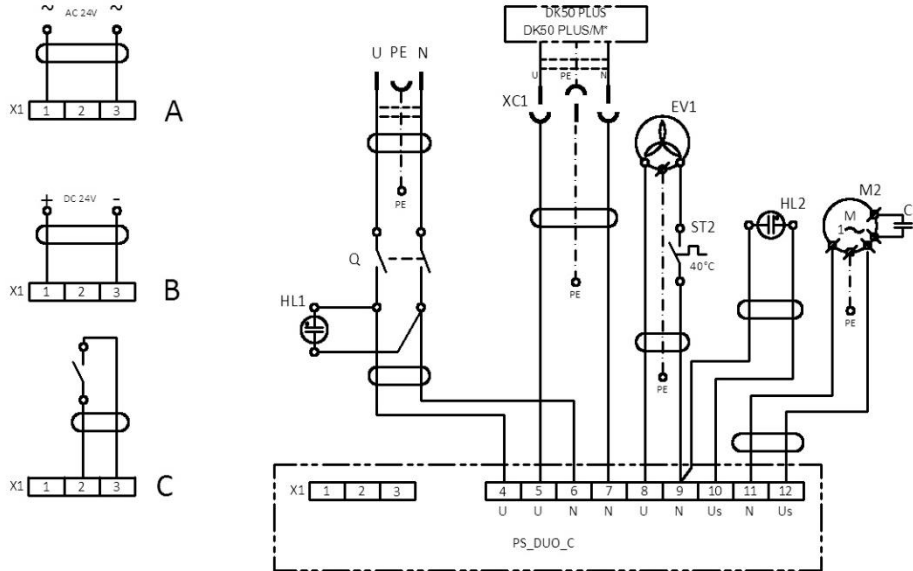 ~ AC 24V ~
X1 1 2 3
A
+ DC 24V -
X1 1 2 3
B
X1 1 2 3
C
DK50 PLUS
DK50 PLUS/M*
U PE N
U PE N
XC1
EV1
PE
Q
HL1
PE
ST2
40°C
PE
HL2
M2
M
1 ~
C
PE
X1 1 2 3
4 5 6 7 8 9 10 11 12
U U N N U N Us N Us
PS_DUO_C